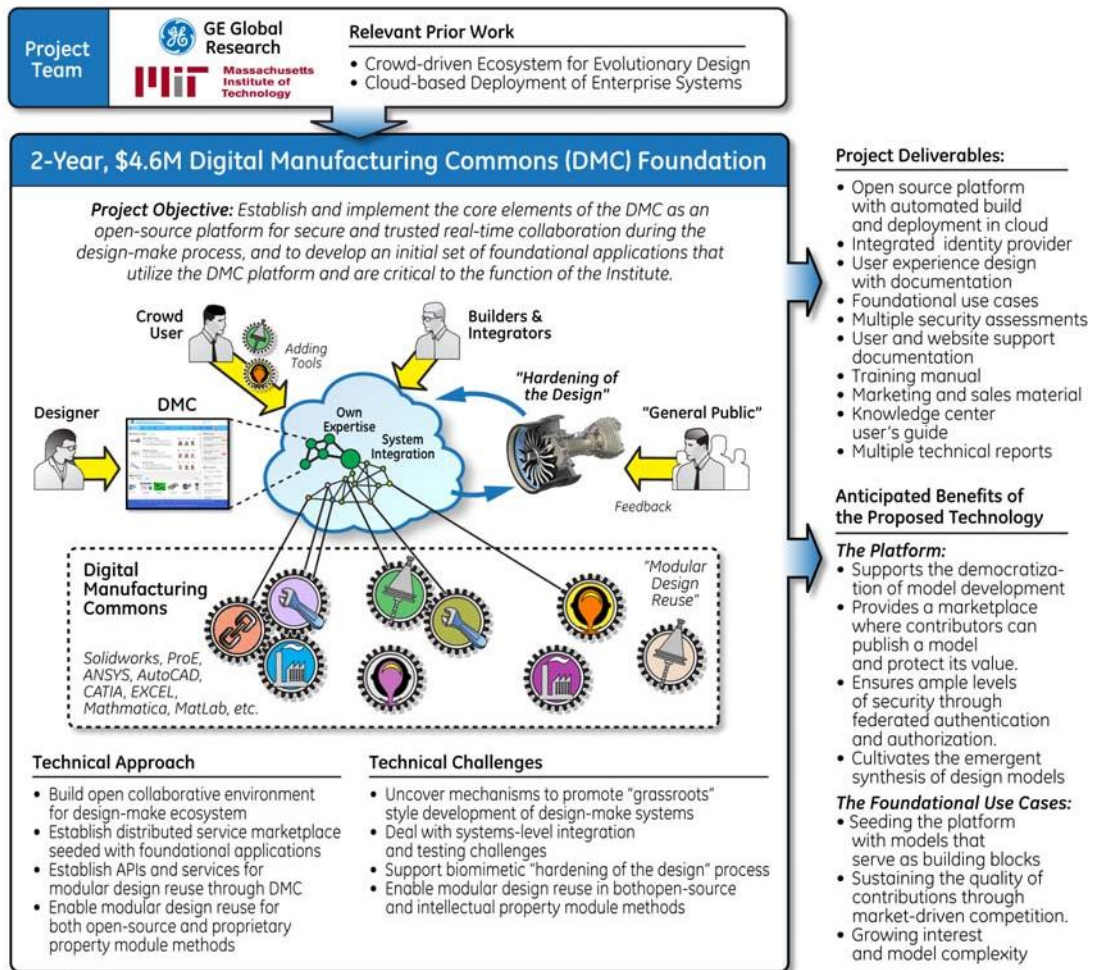 Project
Team
GE Global
Research
MIT
Massachusetts
Institute of
Technology
Relevant Prior Work
• Crowd-driven Ecosystem for Evolutionary Design
• Cloud-based Deployment of Enterprise Systems
2-Year, $4.6M Digital Manufacturing Commons (DMC) Foundation
Project Objective: Establish and implement the core elements of the DMC as an
open-source platform for secure and trusted real-time collaboration during the
design-make process, and to develop an initial set of foundational applications that
utilize the DMC platform and are critical to the function of the Institute.
Crowd
User
Adding
Tools
Builders &
Integrators
Designer
DMC
Own
Expertise
System
Integration
"Hardening of
the Design"
"General Public"
Feedback
Digital
Manufacturing
Commons
Solidworks, ProE,
ANSYS, AutoCAD,
CATIA, EXCEL,
Mathmatica, MatLab, etc.
"Modular
Design
Reuse"
Technical Approach
• Build open collaborative environment
for design-make ecosystem
• Establish distributed service marketplace
seeded with foundational applications
• Establish APIs and services for
modular design reuse through DMC
• Enable modular design reuse for
both open-source and proprietary
property module methods
Technical Challenges
• Uncover mechanisms to promote "grassroots"
style development of design-make systems
• Deal with systems-level integration
and testing challenges
• Support biomimetic "hardening of the design" process
• Enable modular design reuse in bothopen-source
and intellectual property module methods
Project Deliverables:
• Open source platform
with automated build
and deployment in cloud
• Integrated identity provider
• User experience design
with documentation
• Foundational use cases
• Multiple security assessments
• User and website support
documentation
• Training manual
• Marketing and sales material
• Knowledge center
user's guide
• Multiple technical reports
Anticipated Benefits of
the Proposed Technology
The Platform:
• Supports the democratiza-
tion of model development
• Provides a marketplace
where contributors can
publish a model
and protect its value.
• Ensures ample levels
of security through
federated authentication
and authorization.
• Cultivates the emergent
synthesis of design models
The Foundational Use Cases:
• Seeding the platform
with models that
serve as building blocks
• Sustaining the quality of
contributions through
market-driven competition.
• Growing interest
and model complexity